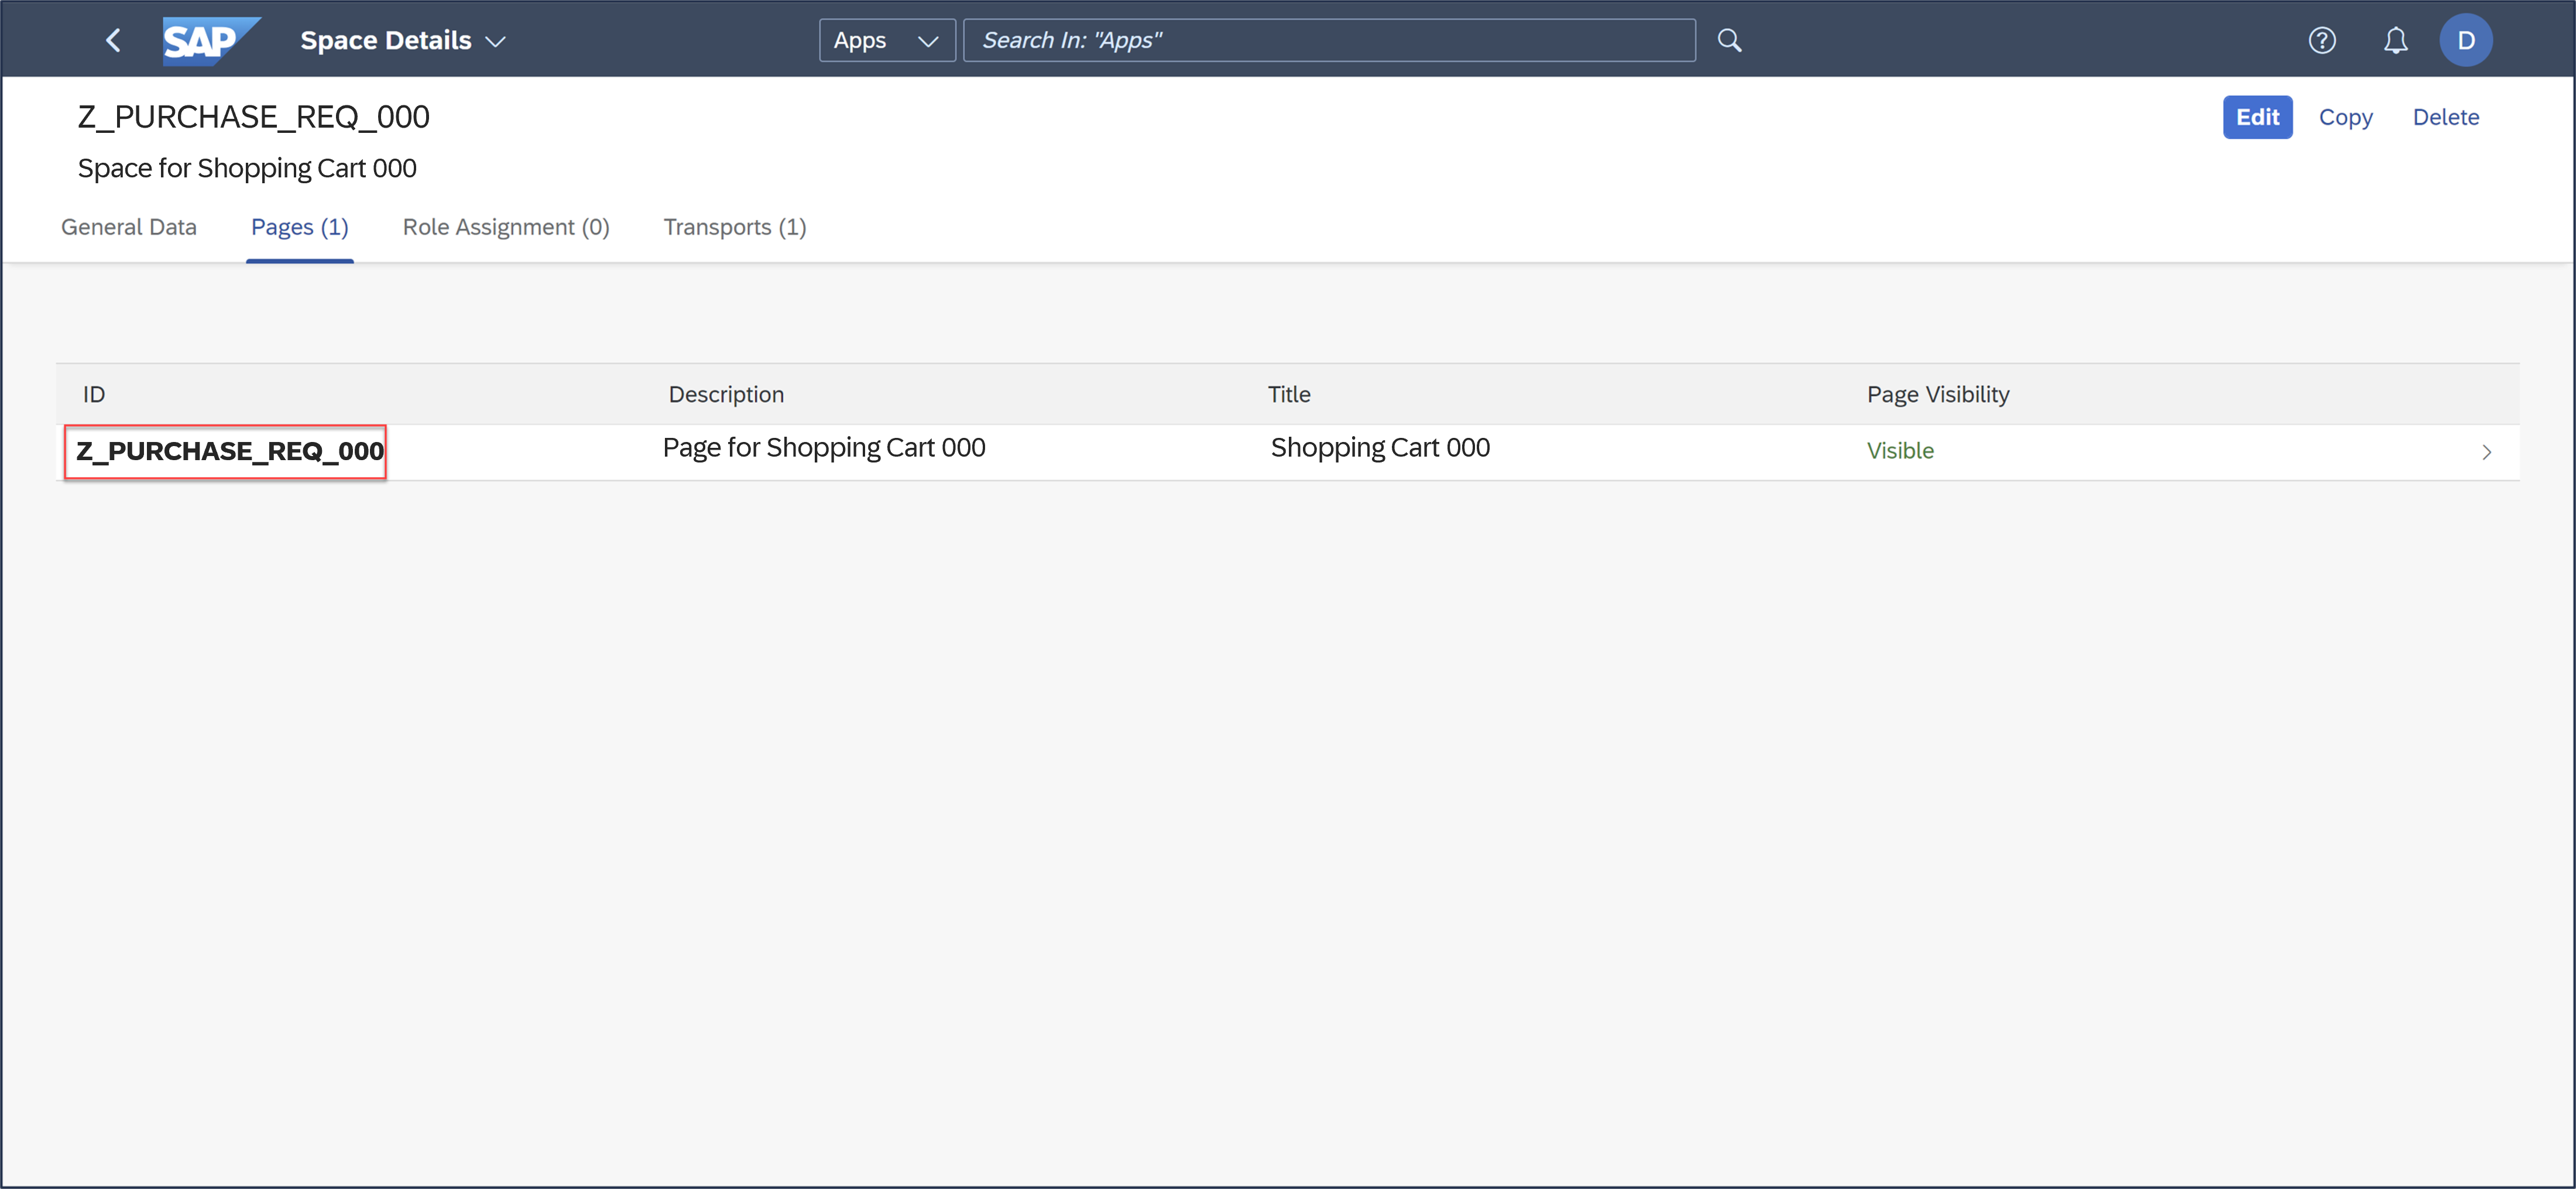 SAP Space Details Apps Search In: "Apps" ? D
Z_PURCHASE_REQ_000 Edit Copy Delete
Space for Shopping Cart 000
General Data Pages (1) Role Assignment (0) Transports (1)
ID Description Title Page Visibility
Z_PURCHASE_REQ_000 Page for Shopping Cart 000 Shopping Cart 000 Visible